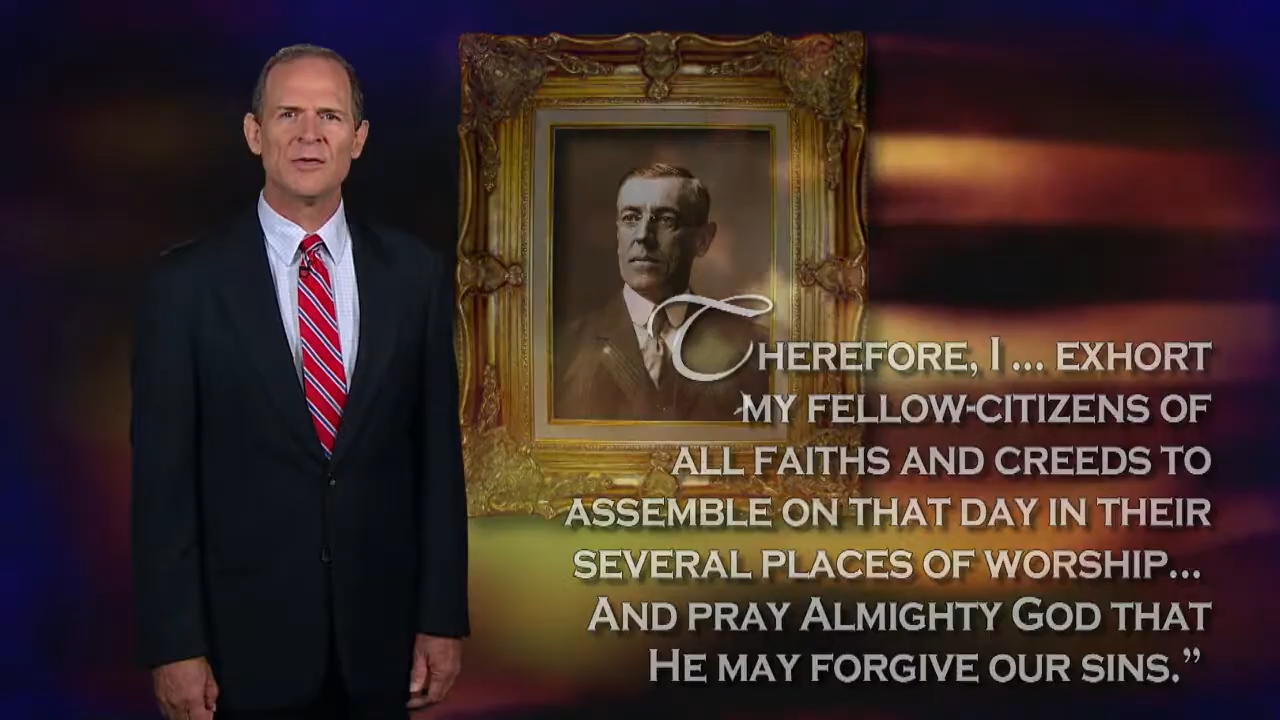 THEREFORE, I ... EXHORT
MY FELLOW-CITIZENS OF
ALL FAITHS AND CREEDS TO
ASSEMBLE ON THAT DAY IN THEIR
SEVERAL PLACES OF WORSHIP...
AND PRAY ALMIGHTY GOD THAT
HE MAY FORGIVE OUR SINS.”